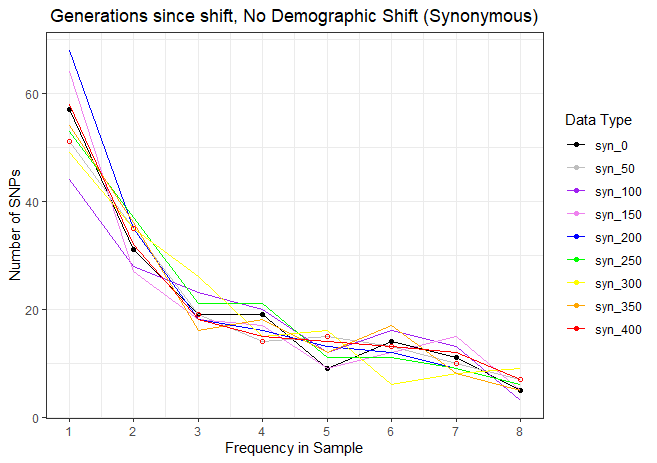 Generations since shift, No Demographic Shift (Synonymous)
Number of SNPs
60
40
20
0
1 2 3 4 5 6 7 8
Frequency in Sample
Data Type
syn_0
syn_50
syn_100
syn_150
syn_200
syn_250
syn_300
syn_350
syn_400